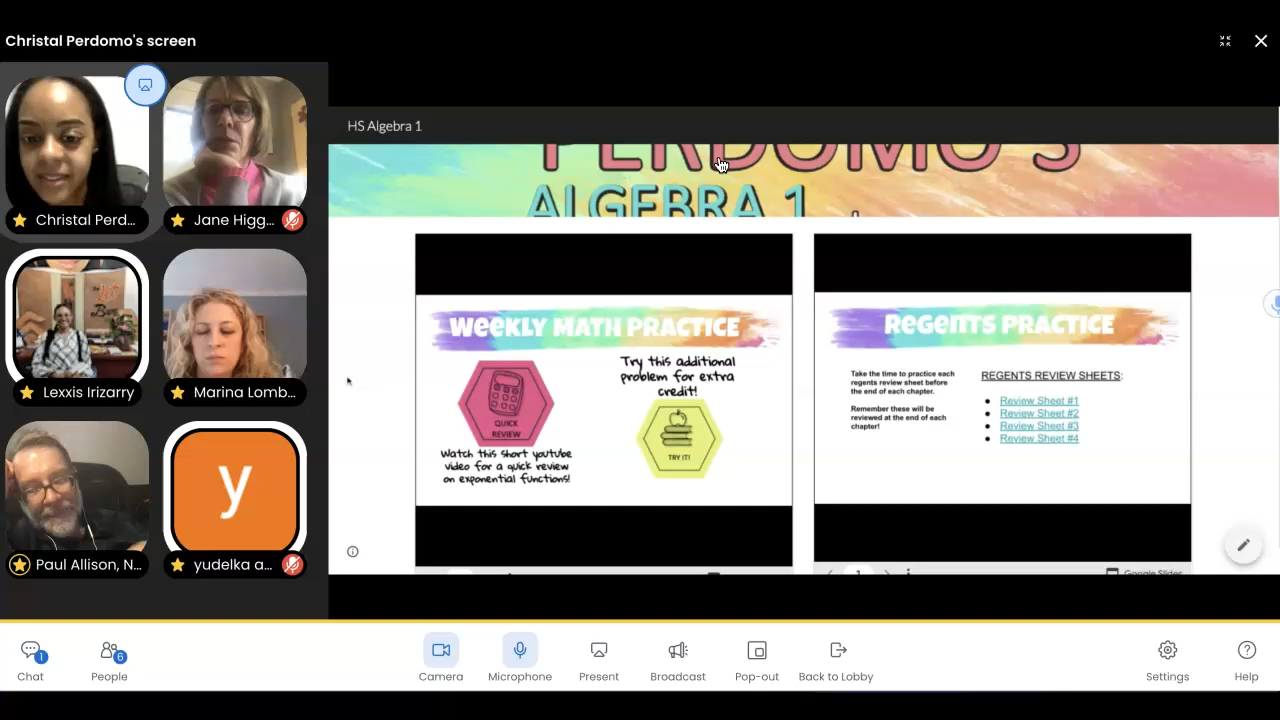 Christal Perdomo's screen
Christal Perd...
Jane Higg...
Lexxis Irizarry
Marina Lomb...
Paul Allison, N...
y
yudelka a...
HS Algebra 1
PERDOMO'S
ALGEBRA 1
WEEKLY MATH PRACTICE
QUICK
REVIEW
Watch this short youtube
video for a quick review
on exponential functions!
Try this additional
problem for extra
credit!
TRY IT!
REGENTS PRACTICE
Take the time to practice each
regents review sheet before
the end of each chapter.
Remember these will be
reviewed at the end of each
chapter!
REGENTS REVIEW SHEETS:
Review Sheet #1
Review Sheet #2
Review Sheet #3
Review Sheet #4
1
Google Slides
1
Chat
6
People
Camera
Microphone
Present
Broadcast
Pop-out
Back to Lobby
Settings
Help